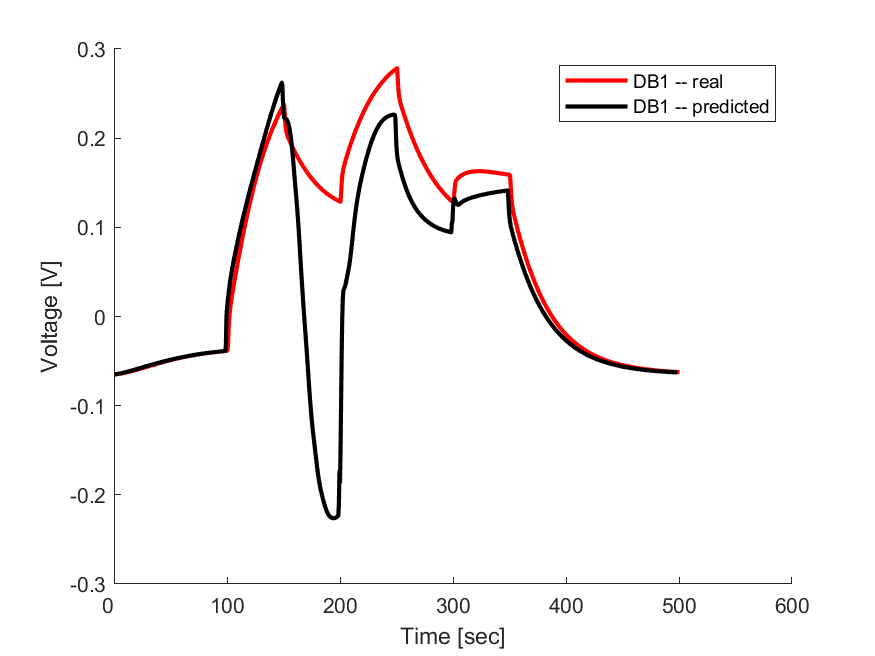 0.3
0.2
0.1
0
-0.1
-0.2
-0.3
Voltage [V]
0 100 200 300 400 500 600
Time [sec]
DB1 -- real
DB1 -- predicted